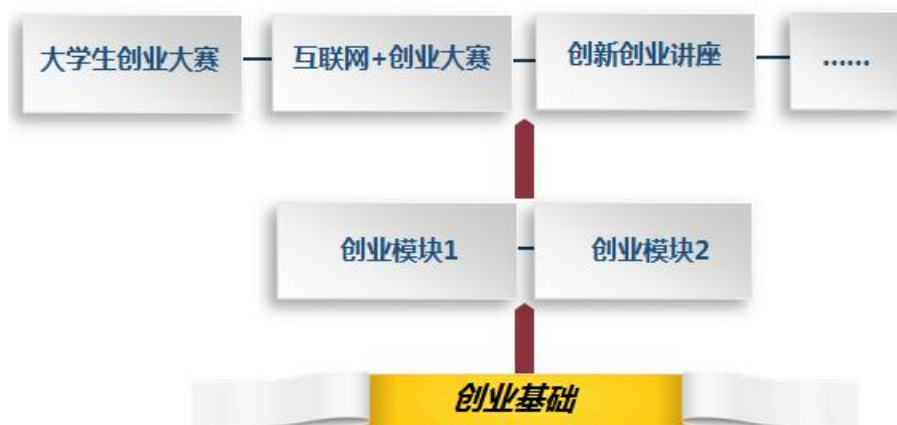 大学生创业大赛
互联网+创业大赛
创新创业讲座
......
创业模块1
创业模块2
创业基础